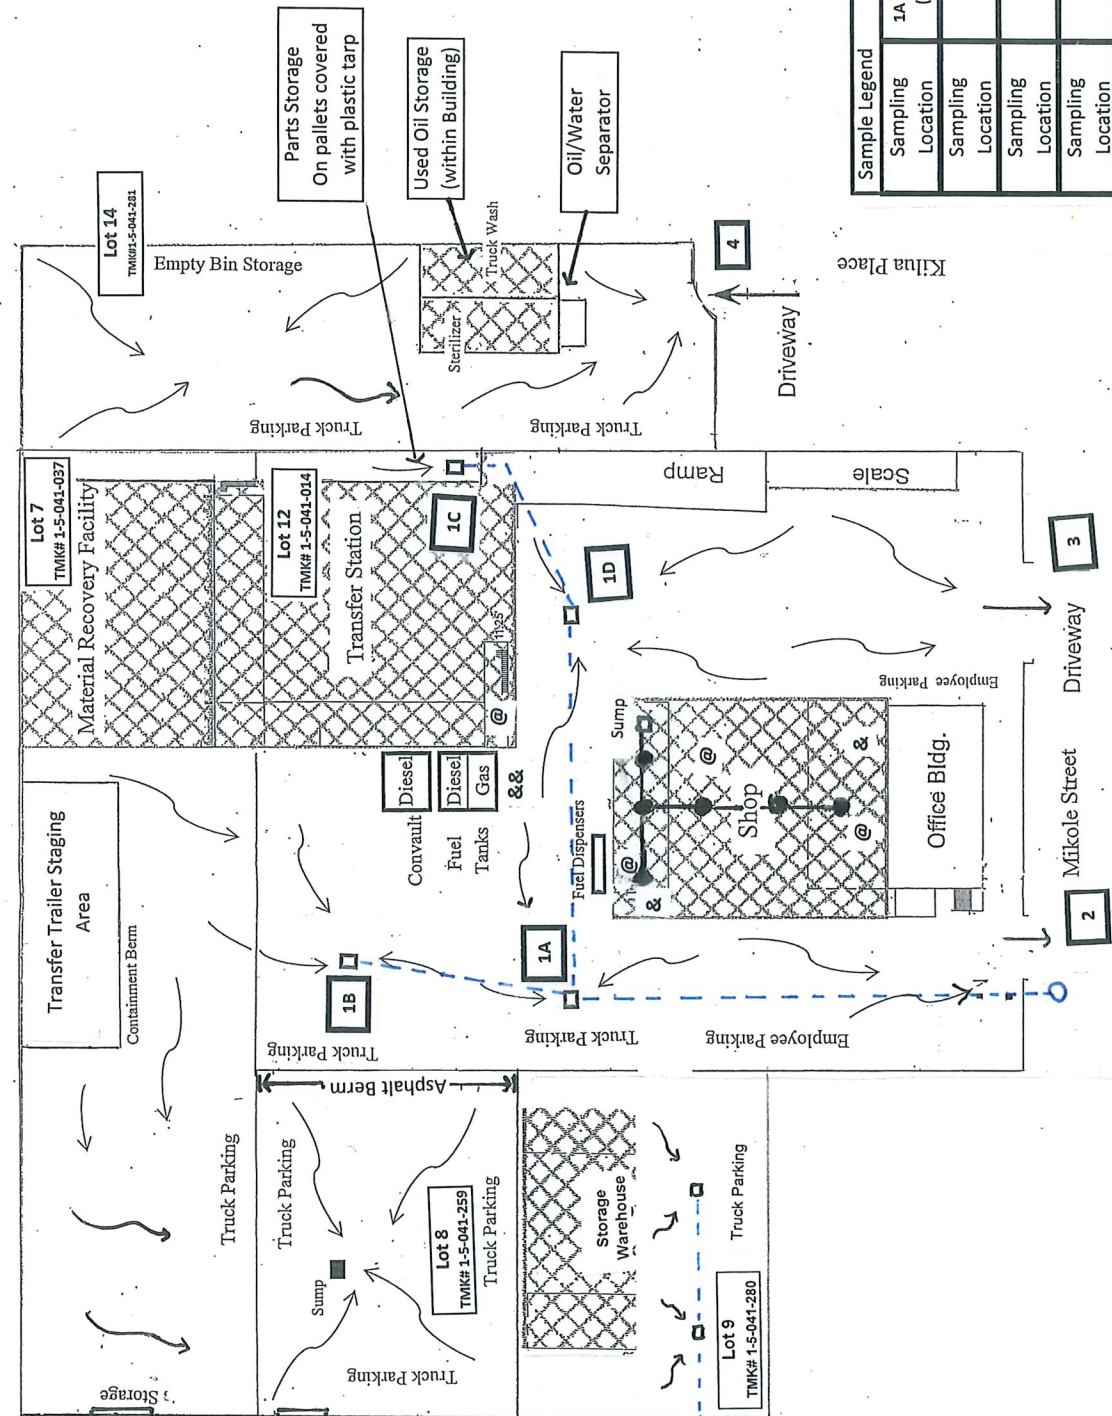 Lot 14
TMK#1-5-041-281
Empty Bin Storage
Parts Storage
On pallets covered
with plastic tarp
Used Oil Storage
(within Building)
Oil/Water
Separator
Sterilizer
Truck Wash
Truck Parking
Truck Parking
4
Driveway
Kilua Place
Sample Legend
Sampling
Location
1A
Sampling
Location
Sampling
Location
Sampling
Location
Lot 7
TMK# 1-5-041-037
Material Recovery Facility
Lot 12
TMK# 1-5-041-014
Transfer Station
1C
1D
Ramp
Scale
11:25
@
Transfer Trailer Staging
Area
Containment Berm
Convault
Diesel
Fuel
Tanks
Diesel
Gas
&&
Fuel Dispensers
Sump
@
@
&
Shop
@
&
Office Bldg.
Employee Parking
3
Driveway
Mikole Street
2
1A
1B
Truck Parking
Truck Parking
Employee Parking
Asphalt Berm
Truck Parking
Truck Parking
Sump
Lot 8
TMK# 1-5-041-259
Truck Parking
Truck Parking
Storage
Storage
Warehouse
Truck Parking
Lot 9
TMK# 1-5-041-280